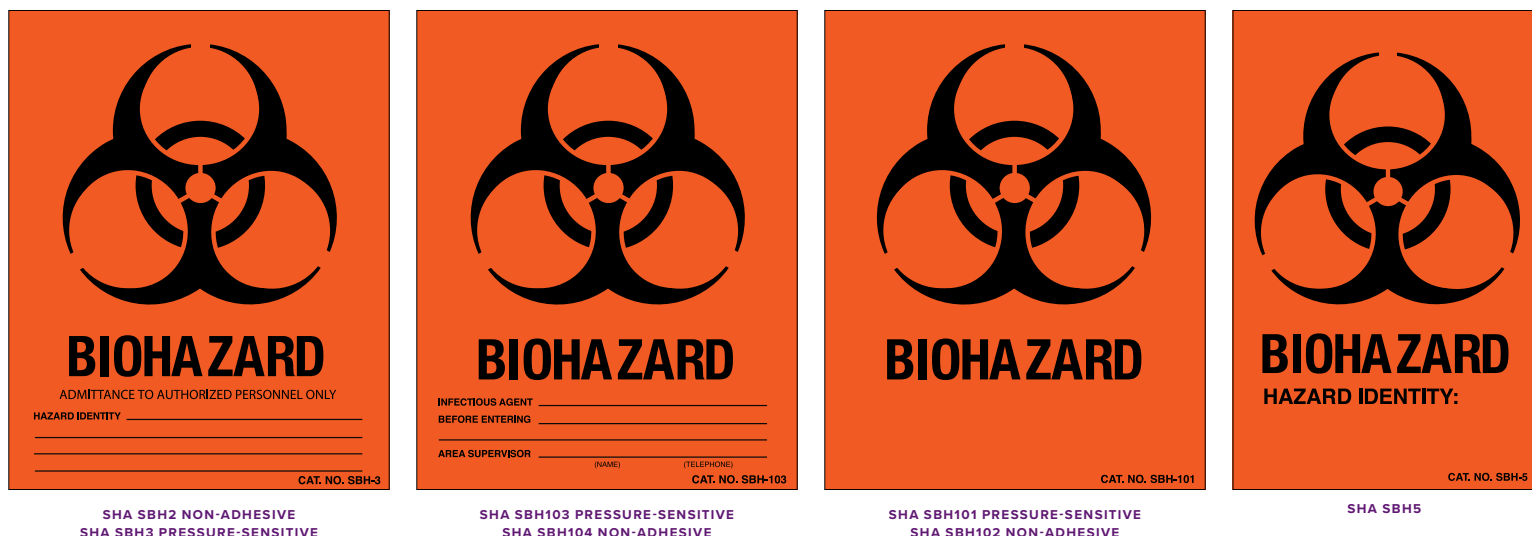 BIOHAZARD
ADMITTANCE TO AUTHORIZED PERSONNEL ONLY
HAZARD IDENTITY
CAT. NO. SBH-3
SHA SBH2 NON-ADHESIVE
SHA SBH3 PRESSURE-SENSITIVE
BIOHAZARD
INFECTIOUS AGENT
BEFORE ENTERING
AREA SUPERVISOR
(NAME) (TELEPHONE)
CAT. NO. SBH-103
SHA SBH103 PRESSURE-SENSITIVE
SHA SBH104 NON-ADHESIVE
BIOHAZARD
CAT. NO. SBH-101
SHA SBH101 PRESSURE-SENSITIVE
SHA SBH102 NON-ADHESIVE
BIOHAZARD
HAZARD IDENTITY:
CAT. NO. SBH-5
SHA SBH5